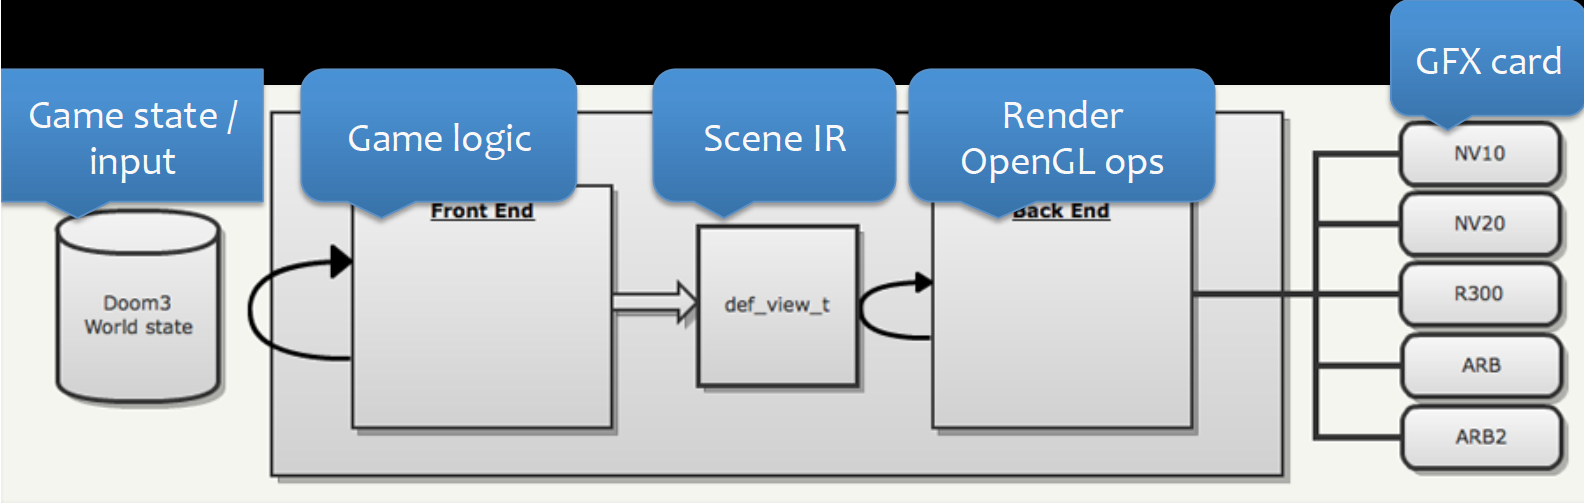 Game state /
input
Game logic
Scene IR
Render
OpenGL ops
GFX card
Doom3
World state
Front End
def_view_t
Back End
NV10
NV20
R300
ARB
ARB2